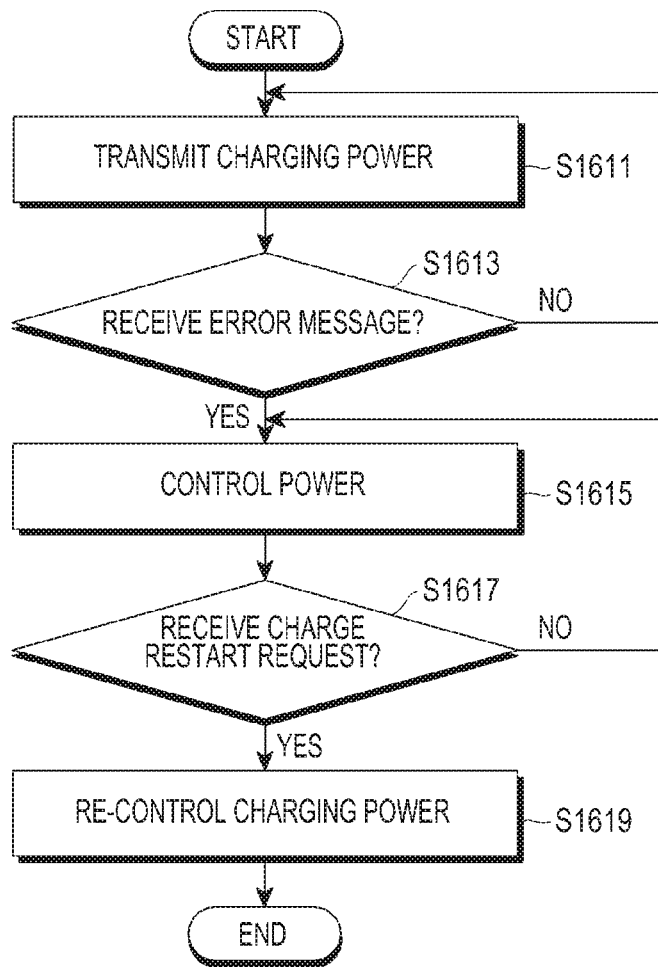 START
TRANSMIT CHARGING POWER
S1611
S1613
RECEIVE ERROR MESSAGE?
NO
YES
CONTROL POWER
S1615
S1617
RECEIVE CHARGE
RESTART REQUEST?
NO
YES
RE-CONTROL CHARGING POWER
S1619
END